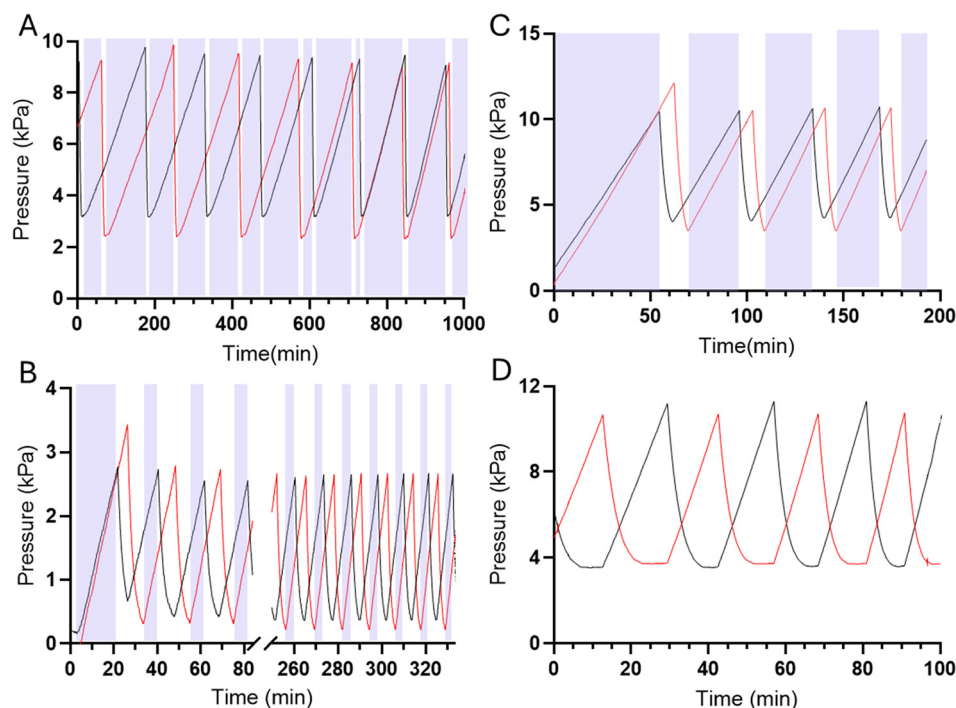 A
Pressure (kPa)
10
8
6
4
2
0
0 200 400 600 800 1000
Time(min)
C
Pressure (kPa)
15
10
5
0
0 50 100 150 200
Time (min)
B
Pressure (kPa)
4
3
2
1
0
0 20 40 60 80 260 280 300 320
Time (min)
D
Pressure (kPa)
12
8
4
0
0 20 40 60 80 100
Time (min)